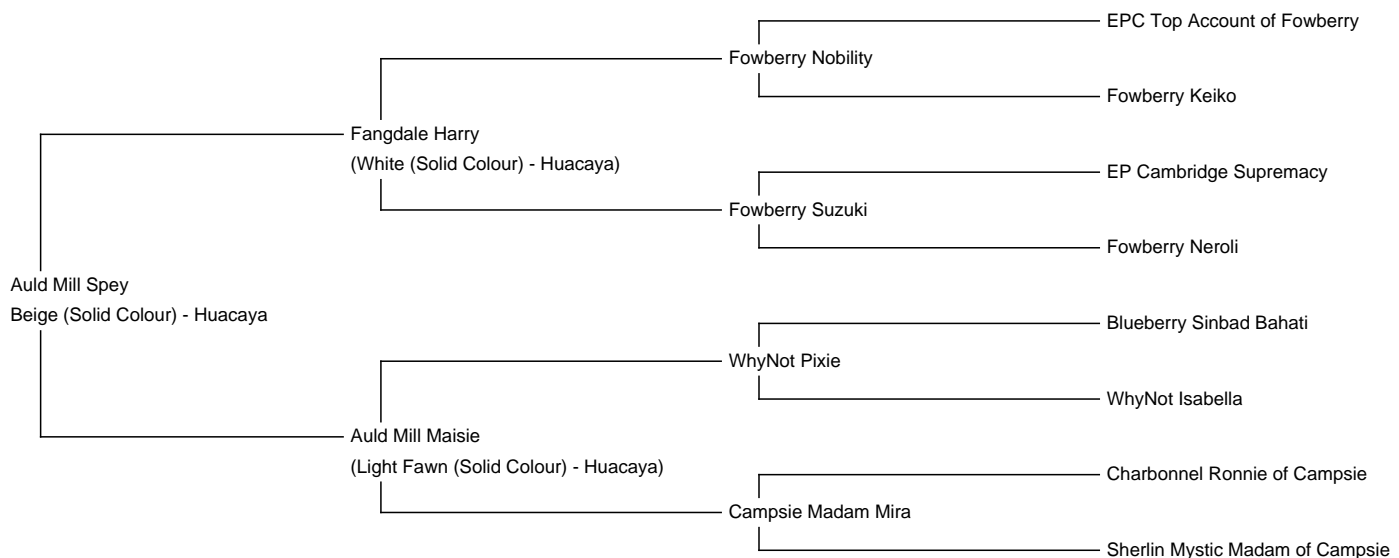 EPC Top Account of Fowberry
Fowberry Nobility
Fowberry Keiko
Fangdale Harry
(White (Solid Colour) - Huacaya)
EP Cambridge Supremacy
Fowberry Suzuki
Fowberry Neroli
Auld Mill Spey
Beige (Solid Colour) - Huacaya
Blueberry Sinbad Bahati
WhyNot Pixie
WhyNot Isabella
Auld Mill Maisie
(Light Fawn (Solid Colour) - Huacaya)
Charbonnel Ronnie of Campsie
Campsie Madam Mira
Sherlin Mystic Madam of Campsie